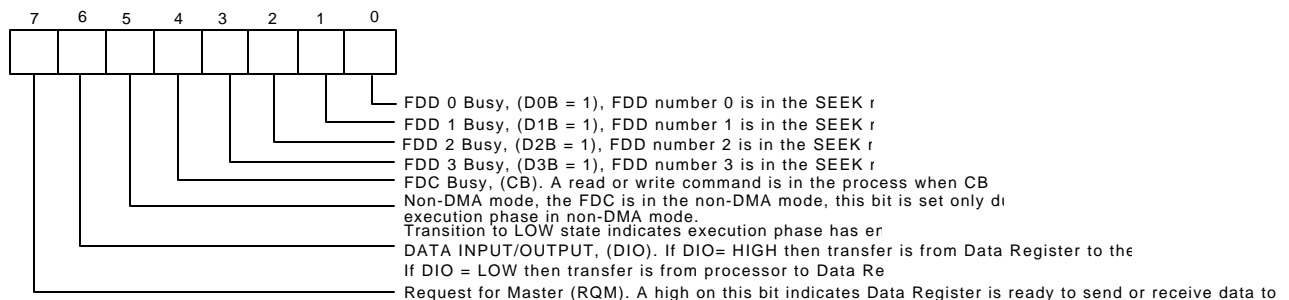 7 6 5 4 3 2 1 0
FDD 0 Busy, (D0B = 1), FDD number 0 is in the SEEK
FDD 1 Busy, (D1B = 1), FDD number 1 is in the SEEK
FDD 2 Busy, (D2B = 1), FDD number 2 is in the SEEK
FDD 3 Busy, (D3B = 1), FDD number 3 is in the SEEK
FDC Busy, (CB). A read or write command is in the process when CB
Non-DMA mode, the FDC is in the non-DMA mode, this bit is set only
execution phase in non-DMA mode.
Transition to LOW state indicates execution phase has
DATA INPUT/OUTPUT, (DIO). If DIO= HIGH then transfer is from Data Register to the
If DIO = LOW then transfer is from processor to Data Re
Request for Master (RQM). A high on this bit indicates Data Register is ready to send or receive data to